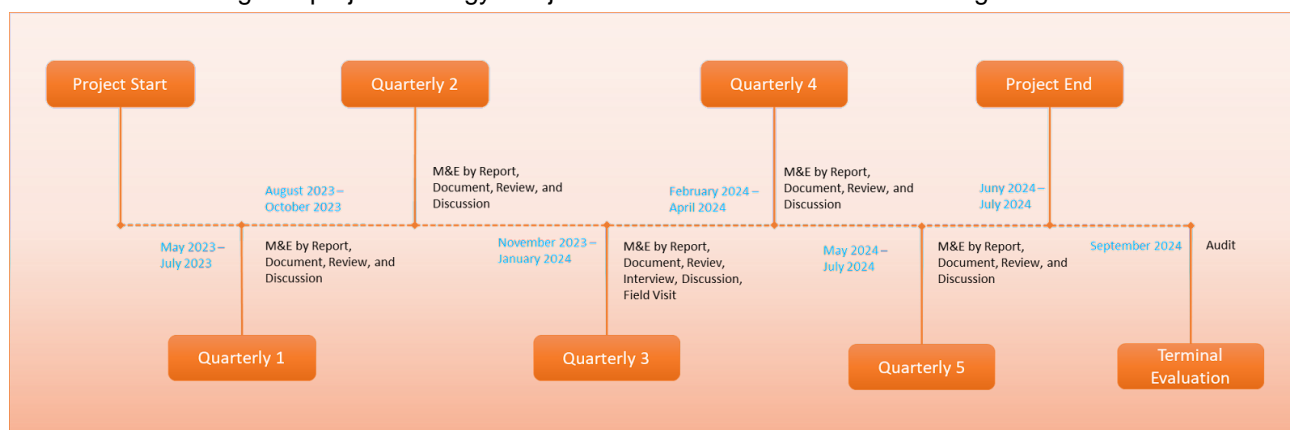 Project Start
Quarterly 2
Quarterly 4
Project End
M&E by Report,
Document, Review, and
Discussion
M&E by Report,
Document, Review, and
Discussion
August 2023 –
October 2023
February 2024 –
April 2024
Juny 2024 –
July 2024
May 2023 –
July 2023
M&E by Report,
Document, Review, and
Discussion
November 2023 –
January 2024
M&E by Report,
Document, Reviev,
Interview, Discussion,
Field Visit
May 2024 –
July 2024
M&E by Report,
Document, Review, and
Discussion
September 2024
Audit
Quarterly 1
Quarterly 3
Quarterly 5
Terminal
Evaluation